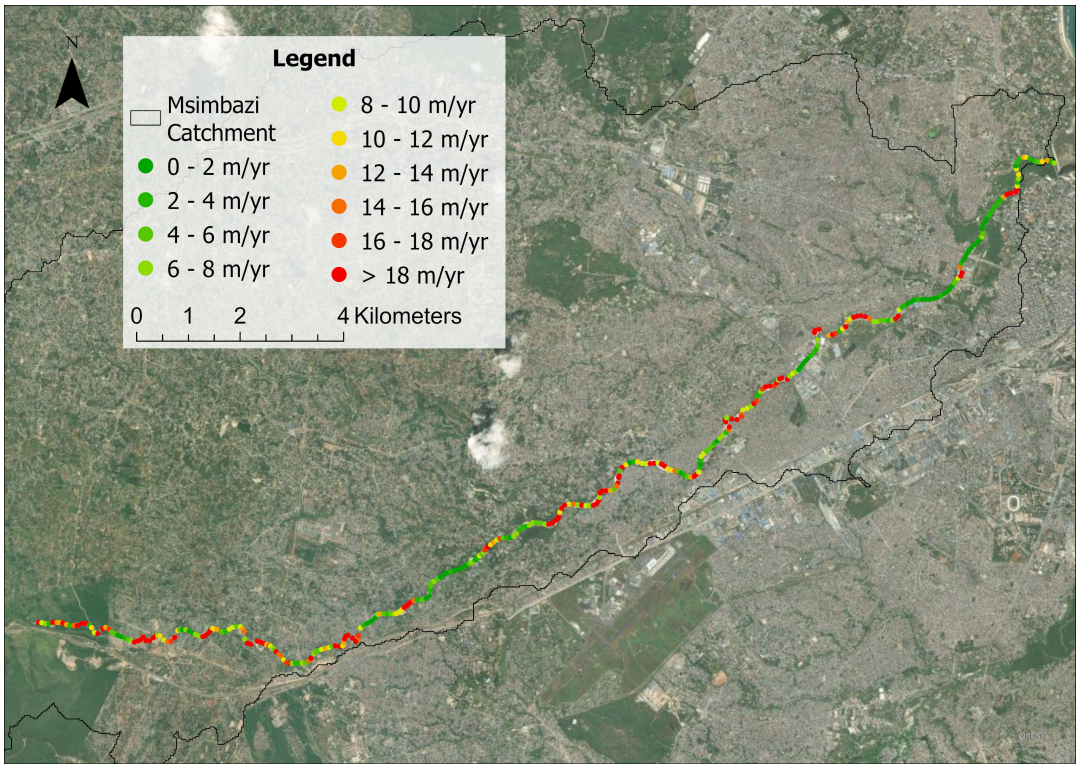 N
Legend
Msimbazi
Catchment
0 - 2 m/yr
2 - 4 m/yr
4 - 6 m/yr
6 - 8 m/yr
8 - 10 m/yr
10 - 12 m/yr
12 - 14 m/yr
14 - 16 m/yr
16 - 18 m/yr
> 18 m/yr
0 1 2 4 Kilometers